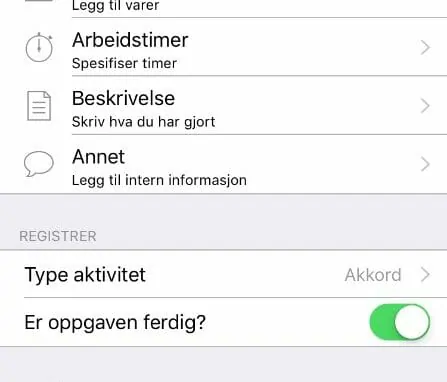 Legg til varer
Arbeidstimer
Spesifiser timer
Beskrivelse
Skriv hva du har gjort
Annet
Legg til intern informasjon
REGISTRER
Type aktivitet Akkord
Er oppgaven ferdig?